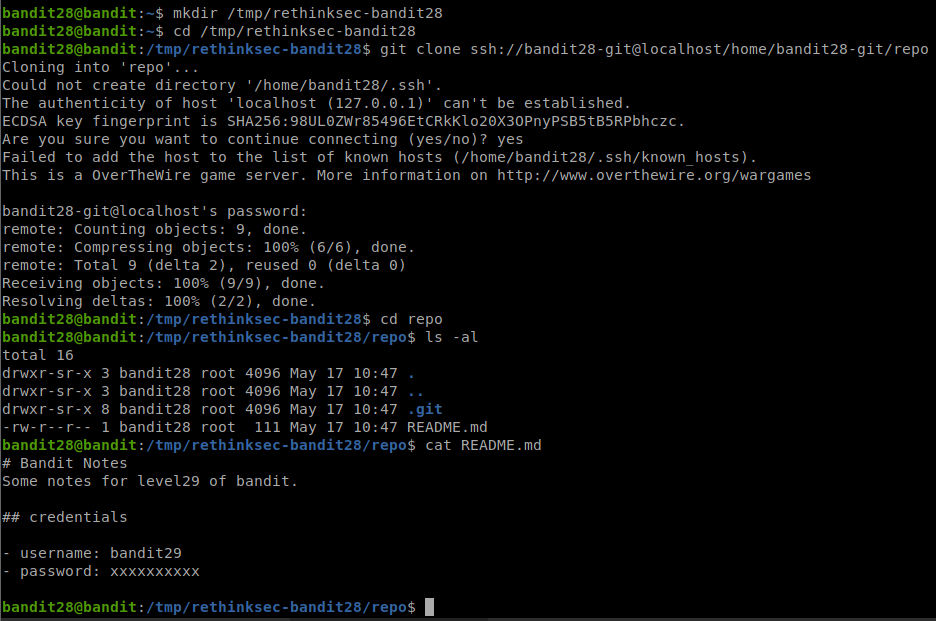 bandit28@bandit:~$ mkdir /tmp/rethinksec-bandit28
bandit28@bandit:~$ cd /tmp/rethinksec-bandit28
bandit28@bandit:/tmp/rethinksec-bandit28$ git clone ssh://bandit28-git@localhost/home/bandit28-git/repo
Cloning into 'repo'...
Could not create directory '/home/bandit28/.ssh'.
The authenticity of host 'localhost (127.0.0.1)' can't be established.
ECDSA key fingerprint is SHA256:98UL0ZWr85496EtCRkKlo20X3OPnyPSB5tB5RPbhczc.
Are you sure you want to continue connecting (yes/no)? yes
Failed to add the host to the list of known hosts (/home/bandit28/.ssh/known_hosts).
This is a OverTheWire game server. More information on http://www.overthewire.org/wargames
bandit28-git@localhost's password:
remote: Counting objects: 9, done.
remote: Compressing objects: 100% (6/6), done.
remote: Total 9 (delta 2), reused 0 (delta 0)
Receiving objects: 100% (9/9), done.
Resolving deltas: 100% (2/2), done.
bandit28@bandit:/tmp/rethinksec-bandit28$ cd repo
bandit28@bandit:/tmp/rethinksec-bandit28/repo$ ls -al
total 16
drwxr-sr-x 3 bandit28 root 4096 May 17 10:47 .
drwxr-sr-x 3 bandit28 root 4096 May 17 10:47 ..
drwxr-sr-x 8 bandit28 root 4096 May 17 10:47 .git
-rw-r--r-- 1 bandit28 root  111 May 17 10:47 README.md
bandit28@bandit:/tmp/rethinksec-bandit28/repo$ cat README.md
# Bandit Notes
Some notes for level29 of bandit.
## credentials
- username: bandit29
- password: xxxxxxxxxx
bandit28@bandit:/tmp/rethinksec-bandit28/repo$